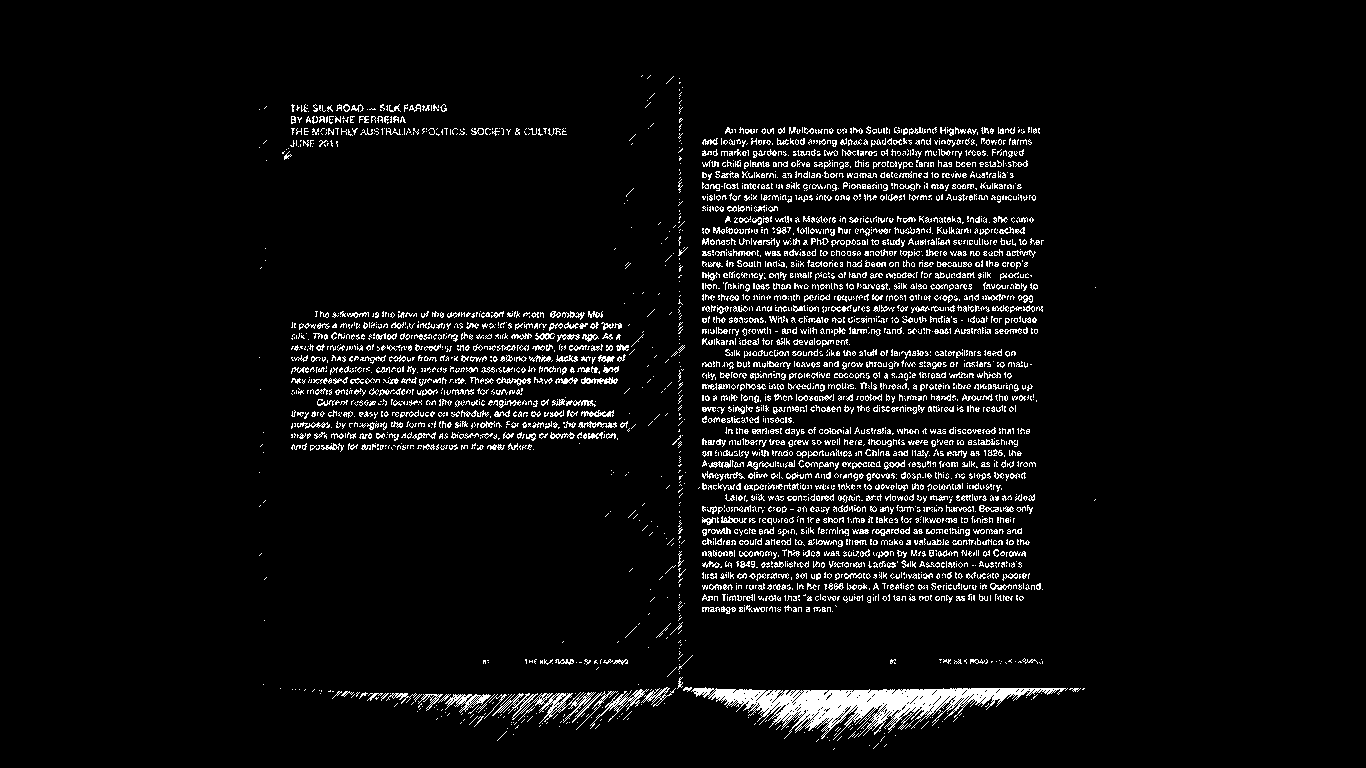 THE SILK ROAD — SILK FARMING
BY ADRIENNE FERREIRA
THE MONTHLY AUSTRALIAN POLITICS, SOCIETY & CULTURE
JUNE 2011
The silkworm is the larva of the domesticated silk moth, Bombay Mol
It powers a multi billion dollar industry as the world's primary producer of 'pure
silk'. The Chinese started domesticating the wild silk moth 5000 years ago. As a
result of millennia of selective breeding, the domesticated moth, in contrast to the
wild one, has changed colour from dark brown to albino white, lacks any fear of
potential predators, cannot fly, needs human assistance in finding a mate, and
has increased cocoon size and growth rate. These changes have made domestic
silk moths entirely dependent upon humans for survival
Current research focuses on the genetic engineering of silkworms;
they are cheap, easy to reproduce on schedule, and can be used for medical
purposes, by changing the form of the silk protein. For example, the antennas of
male silk moths are being adapted as biosensors, for drug or bomb detection,
and possibly for antiterrorism measures in the near future.
81 THE SILK ROAD — SILK FARMING
An hour out of Melbourne on the South Gippsland Highway, the land is flat
and loamy. Here, tucked among alpaca paddocks and vineyards, flower farms
and market gardens, stands two hectares of healthy mulberry trees. Fringed
with child plants and olive saplings, this prototype farm has been established
by Sarita Kulkarni, an Indian-born woman determined to revive Australia's
long-lost interest in silk growing. Pioneering though it may seem, Kulkarni's
vision for silk farming taps into one of the oldest forms of Australian agriculture
since colonisation.
A zoologist with a Masters in sericulture from Karnataka, India, she came
to Melbourne in 1987, following her engineer husband. Kulkarni approached
Monash University with a PhD proposal to study Australian sericulture but, to her
astonishment, was advised to choose another topic: there was no such activity
here. In South India, silk factories had been on the rise because of the crop's
high efficiency; only small plots of land are needed for abundant silk produc-
tion. Taking less than two months to harvest, silk also compares favourably to
the three to nine month period required for most other crops, and modern egg
refrigeration and incubation procedures allow for year-round hatches independent
of the seasons. With a climate not dissimilar to South India's – ideal for profuse
mulberry growth – and with ample farming land, south-east Australia seemed to
Kulkarni ideal for silk development.
Silk production sounds like the stuff of fairytales: caterpillars feed on
nothing but mulberry leaves and grow through five stages or 'instars' to matu-
rity, before spinning protective cocoons of a single thread within which to
metamorphose into breeding moths. This thread, a protein fibre measuring up
to a mile long, is then loosened and reeled by human hands. Around the world,
every single silk garment chosen by the discerningly attired is the result of
domesticated insects.
In the earliest days of colonial Australia, when it was discovered that the
hardy mulberry tree grew so well here, thoughts were given to establishing
an industry with trade opportunities in China and Italy. As early as 1825, the
Australian Agricultural Company expected good results from silk, as it did from
vineyards, olive oil, opium and orange groves; despite this, no steps beyond
backyard experimentation were taken to develop the potential industry.
Later, silk was considered again, and viewed by many settlers as an ideal
supplementary crop – an easy addition to any farm's main harvest. Because only
light labour is required in the short time it takes for silkworms to finish their
growth cycle and spin, silk farming was regarded as something women and
children could attend to, allowing them to make a valuable contribution to the
national economy. This idea was seized upon by Mrs Bladen Neill of Corowa
who, in 1849, established the Victorian Ladies' Silk Association – Australia's
first silk co operative, set up to promote silk cultivation and to educate poorer
women in rural areas. In her 1866 book, A Treatise on Sericulture in Queensland,
Ann Timbrell wrote that "a clever quiet girl of ten is not only as fit but fitter to
manage silkworms than a man."
82 THE SILK ROAD — SILK FARMING